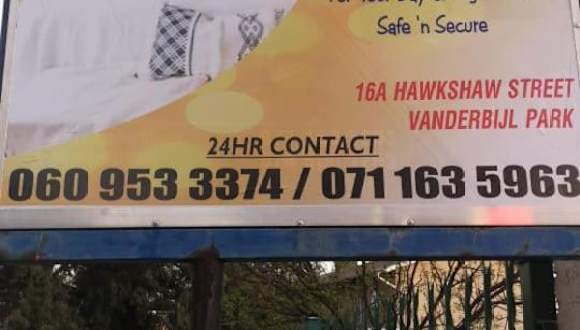 Safe 'n Secure
16A HAWKSHAW STREET
VANDERBIJL PARK
24HR CONTACT
060 953 3374 / 071 163 5963